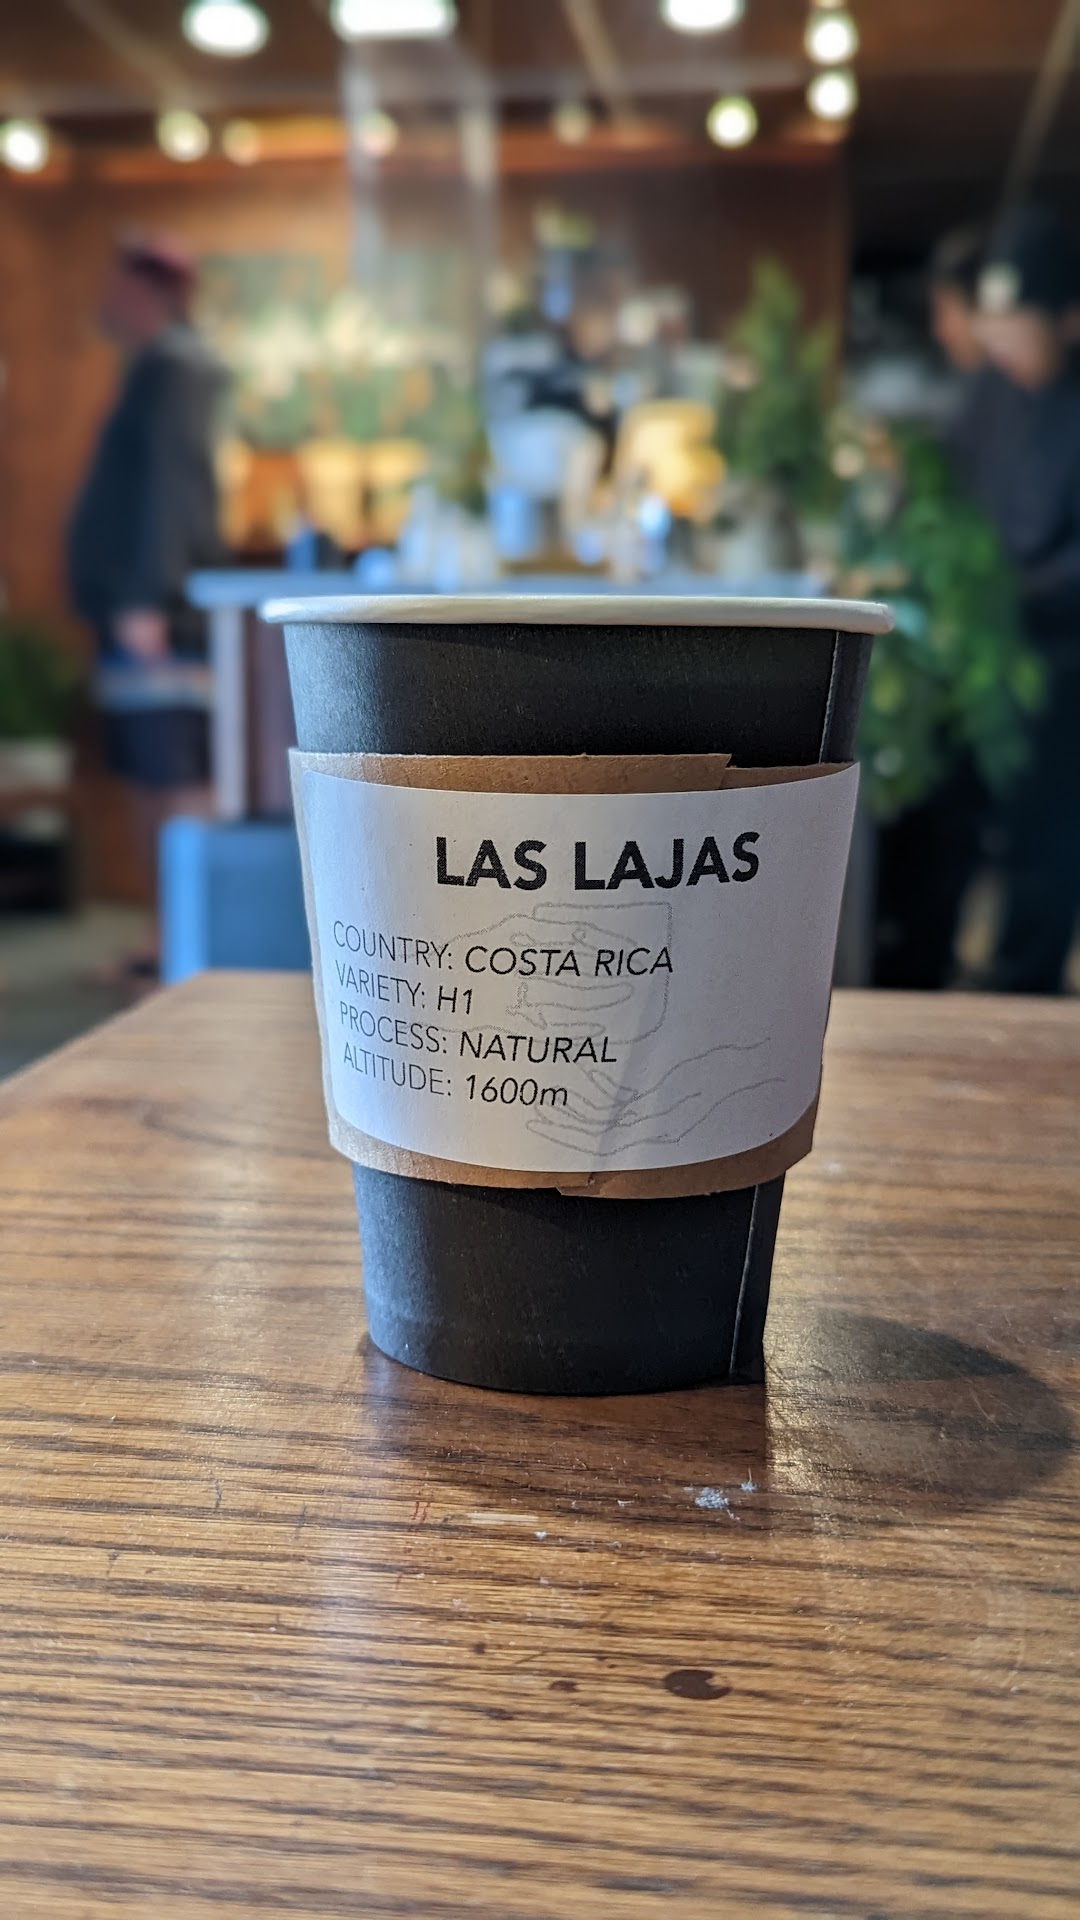 LAS LAJAS
COUNTRY: COSTA RICA
VARIETY: H1
PROCESS: NATURAL
ALTITUDE: 1600m